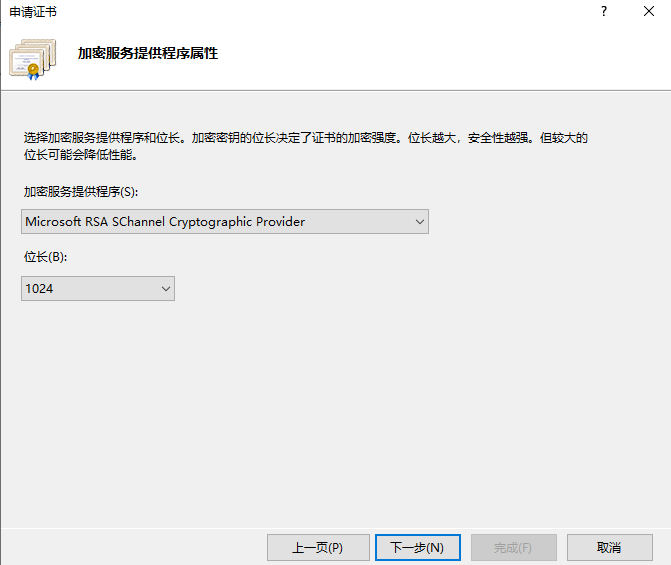 申请证书
?
加密服务提供程序属性
选择加密服务提供程序和位长。加密密钥的位长决定了证书的加密强度。位长越大，安全性越强。但较大的
位长可能会降低性能。
加密服务提供程序(S):
Microsoft RSA SChannel Cryptographic Provider
位长(B):
1024
上一页(P)
下一步(N)
完成(F)
取消